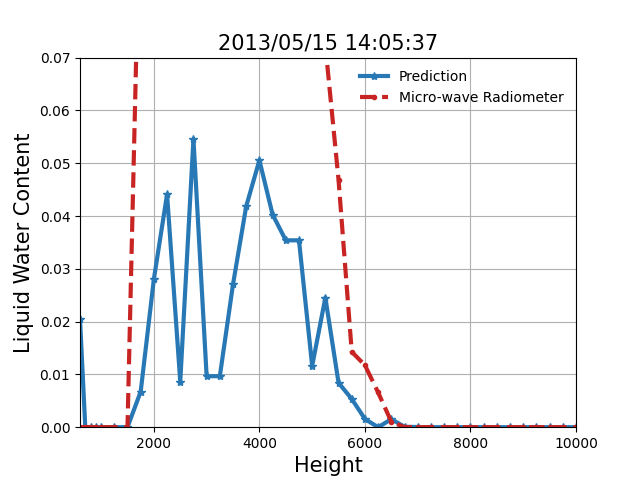 2013/05/15 14:05:37
0.07
0.06
0.05
0.04
0.03
0.02
0.01
0.00
Liquid Water Content
Prediction
Micro-wave Radiometer
2000 4000 6000 8000 10000
Height